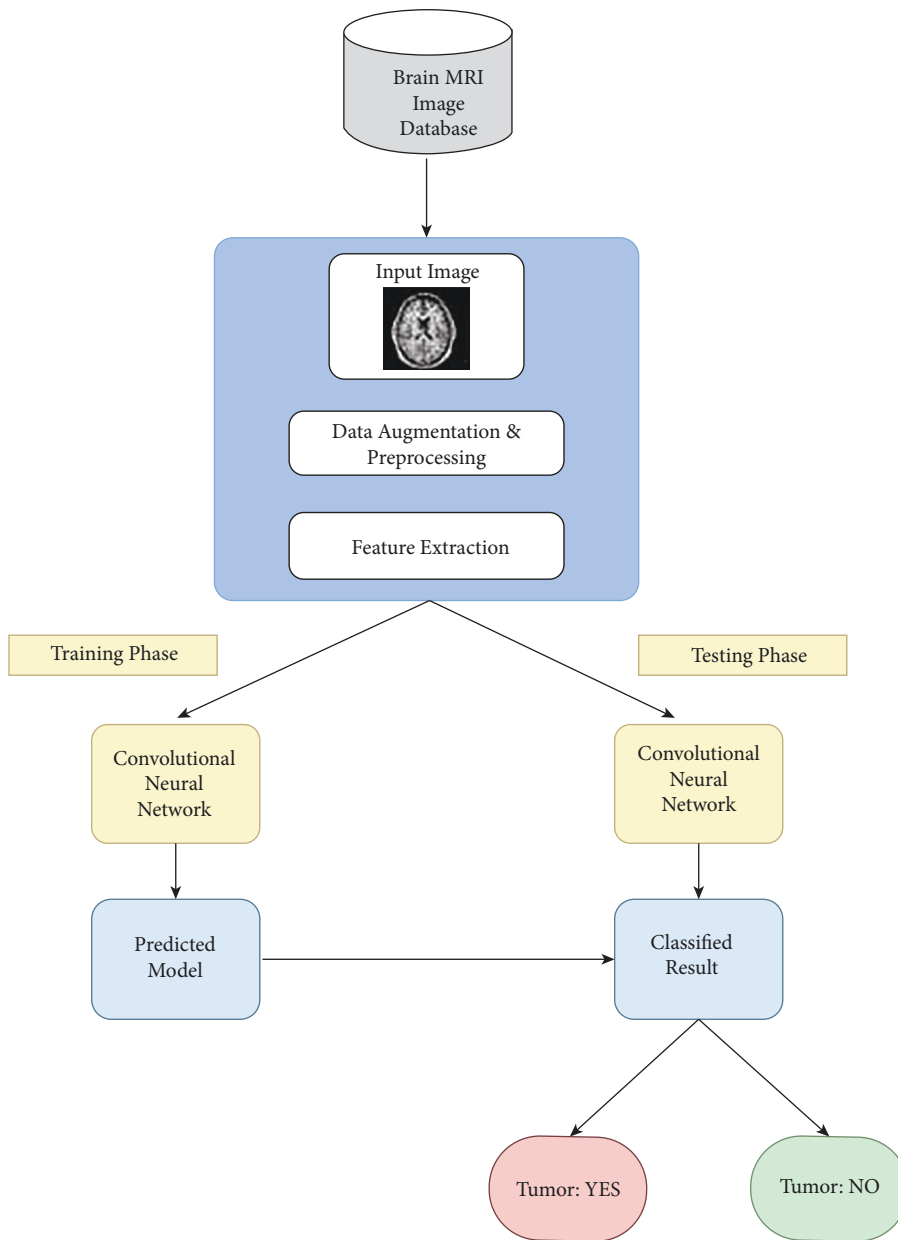 Brain MRI
Image
Database
Input Image
Data Augmentation &
Preprocessing
Feature Extraction
Training Phase
Testing Phase
Convolutional
Neural
Network
Convolutional
Neural
Network
Predicted
Model
Classified
Result
Tumor: YES
Tumor: NO